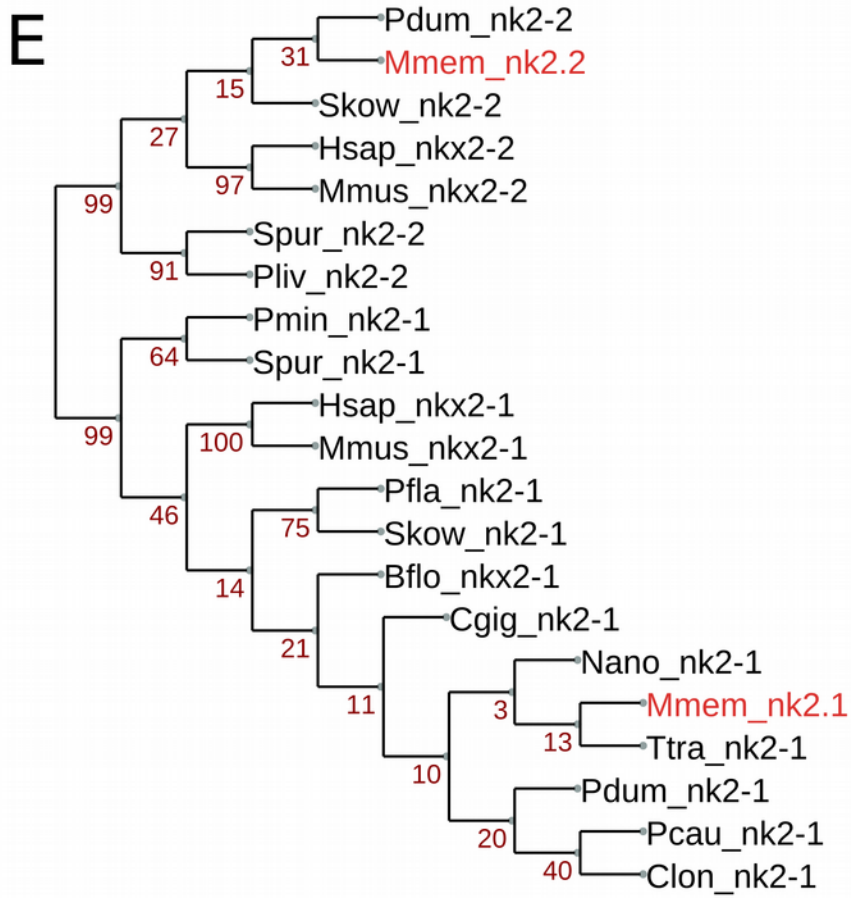 E
Pdum_nk2-2
31
Mmem_nk2.2
15
Skow_nk2-2
27
Hsap_nkx2-2
97
Mmus_nkx2-2
99
Spur_nk2-2
91
Pliv_nk2-2
Pmin_nk2-1
64
Spur_nk2-1
Hsap_nkx2-1
99
100
Mmus_nkx2-1
Pfla_nk2-1
46
75
Skow_nk2-1
Bflo_nkx2-1
14
Cgig_nk2-1
21
Nano_nk2-1
11
3
Mmem_nk2.1
13
Ttra_nk2-1
10
Pdum_nk2-1
20
Pcau_nk2-1
40
Clon_nk2-1